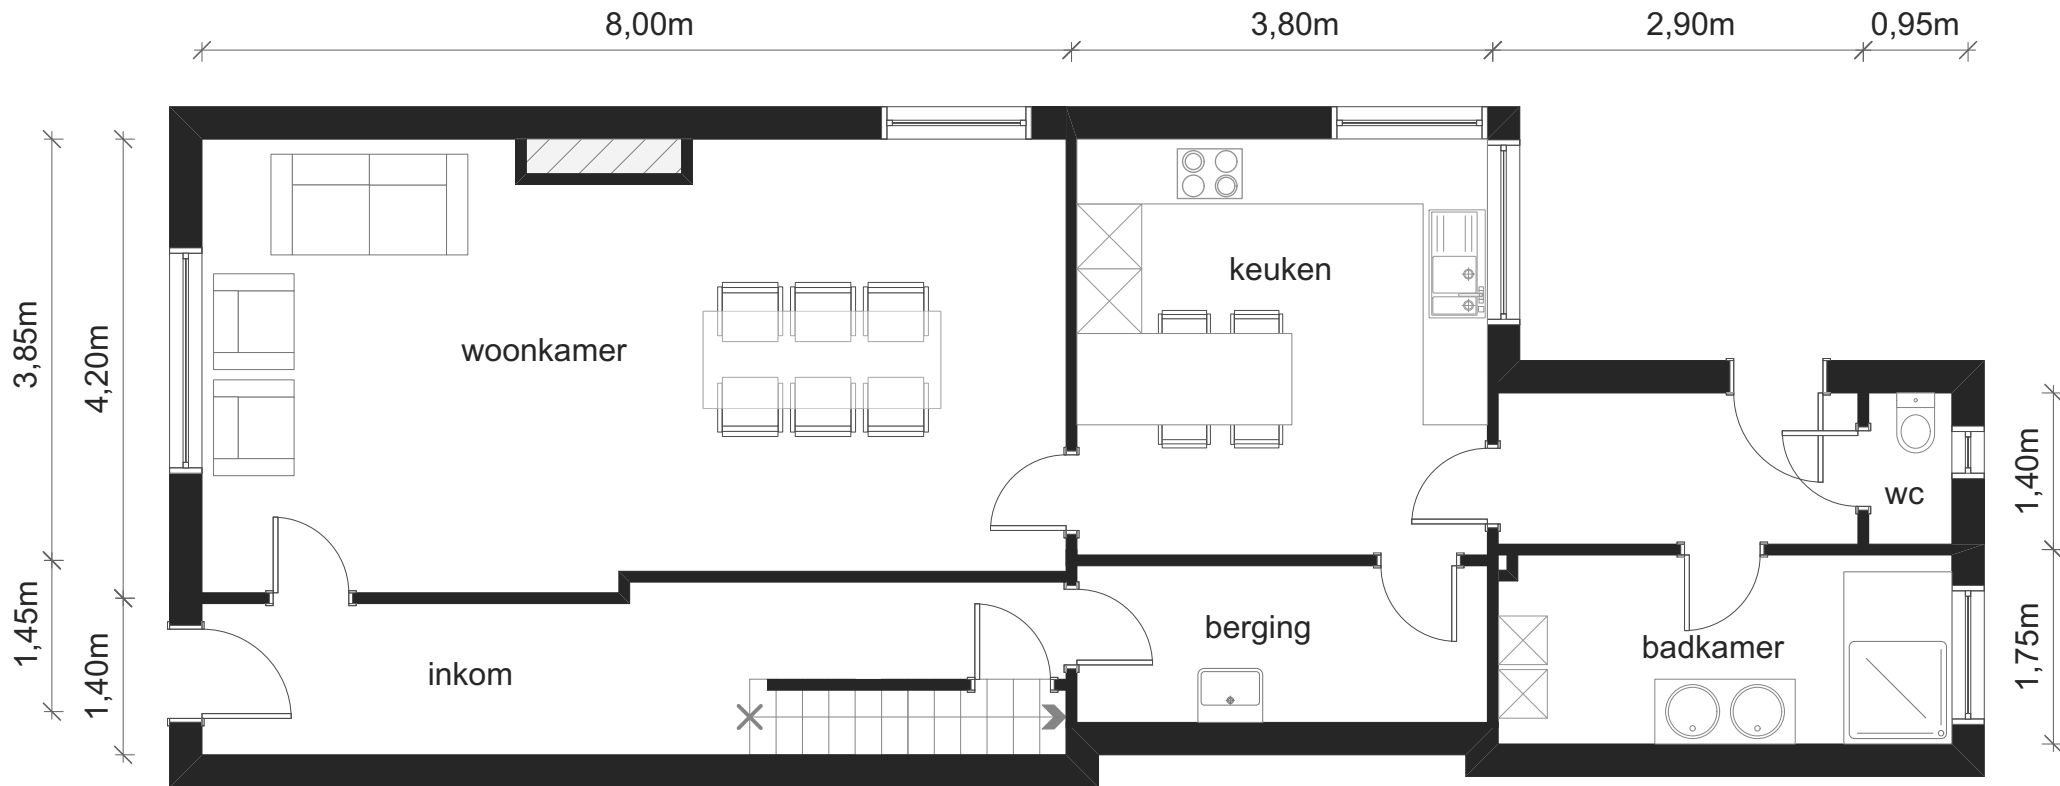 8,00m
3,80m
2,90m
0,95m
3,85m
4,20m
keuken
woonkamer
1,40m
wc
1,45m
1,40m
inkom
berging
badkamer
1,75m